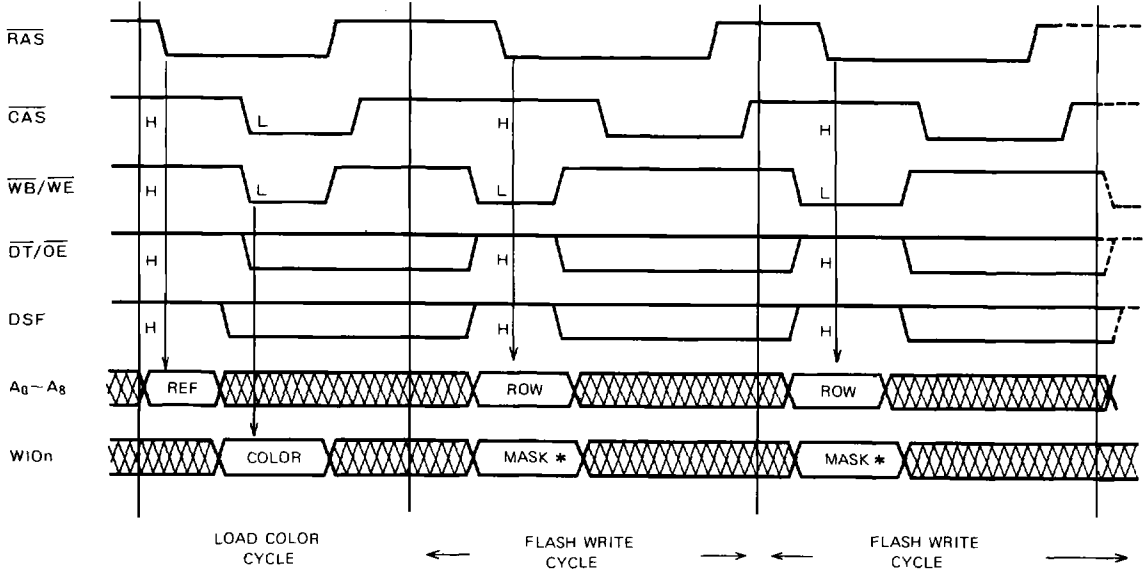 RAS
CAS H L H H
WB/WE H L L L
DT/OE H H H
DSF H H H
A0~A8 REF ROW ROW
WIOn COLOR MASK * MASK *
LOAD COLOR CYCLE
FLASH WRITE CYCLE
FLASH WRITE CYCLE